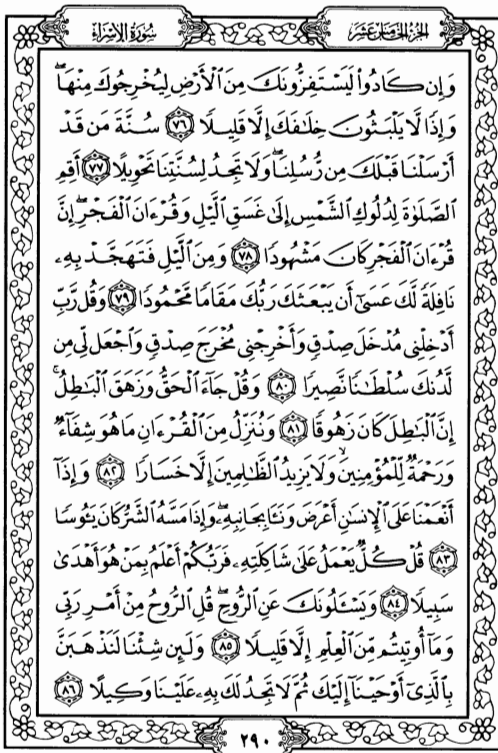 الجزء الخامس عشر
سورة الإسراء
وَإِن كَادُوا۟ لَيَسْتَفِزُّونَكَ مِنَ ٱلْأَرْضِ لِيُخْرِجُوكَ مِنْهَاۖ
وَإِذًا لَّا يَلْبَثُونَ خِلَـٰفَكَ إِلَّا قَلِيلًا ٧٦ سُنَّةَ مَن قَدْ
أَرْسَلْنَا قَبْلَكَ مِن رُّسُلِنَاۖ وَلَا تَجِدُ لِسُنَّتِنَا تَحْوِيلًا ٧٧ أَقِمِ
ٱلصَّلَوٰةَ لِدُلُوكِ ٱلشَّمْسِ إِلَىٰ غَسَقِ ٱلَّيْلِ وَقُرْءَانَ ٱلْفَجْرِۖ إِنَّ
قُرْءَانَ ٱلْفَجْرِ كَانَ مَشْهُودًا ٧٨ وَمِنَ ٱلَّيْلِ فَتَهَجَّدْ بِهِۦ
نَافِلَةً لَّكَ عَسَىٰٓ أَن يَبْعَثَكَ رَبُّكَ مَقَامًا مَّحْمُودًا ٧٩ وَقُل رَّبِّ
أَدْخِلْنِى مُدْخَلَ صِدْقٍ وَأَخْرِجْنِى مُخْرَجَ صِدْقٍ وَٱجْعَل لِّى مِن
لَّدُنكَ سُلْطَـٰنًا نَّصِيرًا ٨٠ وَقُلْ جَآءَ ٱلْحَقُّ وَزَهَقَ ٱلْبَـٰطِلُۚ
إِنَّ ٱلْبَـٰطِلَ كَانَ زَهُوقًا ٨١ وَنُنَزِّلُ مِنَ ٱلْقُرْءَانِ مَا هُوَ شِفَآءٌ
وَرَحْمَةٌ لِّلْمُؤْمِنِينَۙ وَلَا يَزِيدُ ٱلظَّـٰلِمِينَ إِلَّا خَسَارًا ٨٢ وَإِذَآ
أَنْعَمْنَا عَلَى ٱلْإِنسَـٰنِ أَعْرَضَ وَنَـَٔا بِجَانِبِهِۦۖ وَإِذَا مَسَّهُ ٱلشَّرُّ كَانَ يَـُٔوسًا
٨٣ قُلْ كُلٌّ يَعْمَلُ عَلَىٰ شَاكِلَتِهِۦ فَرَبُّكُمْ أَعْلَمُ بِمَنْ هُوَ أَهْدَىٰ
سَبِيلًا ٨٤ وَيَسْـَٔلُونَكَ عَنِ ٱلرُّوحِۖ قُلِ ٱلرُّوحُ مِنْ أَمْرِ رَبِّى
وَمَآ أُوتِيتُم مِّنَ ٱلْعِلْمِ إِلَّا قَلِيلًا ٨٥ وَلَئِن شِئْنَا لَنَذْهَبَنَّ
بِٱلَّذِىٓ أَوْحَيْنَآ إِلَيْكَ ثُمَّ لَا تَجِدُ لَكَ بِهِۦ عَلَيْنَا وَكِيلًا ٨٦
٢٩٠